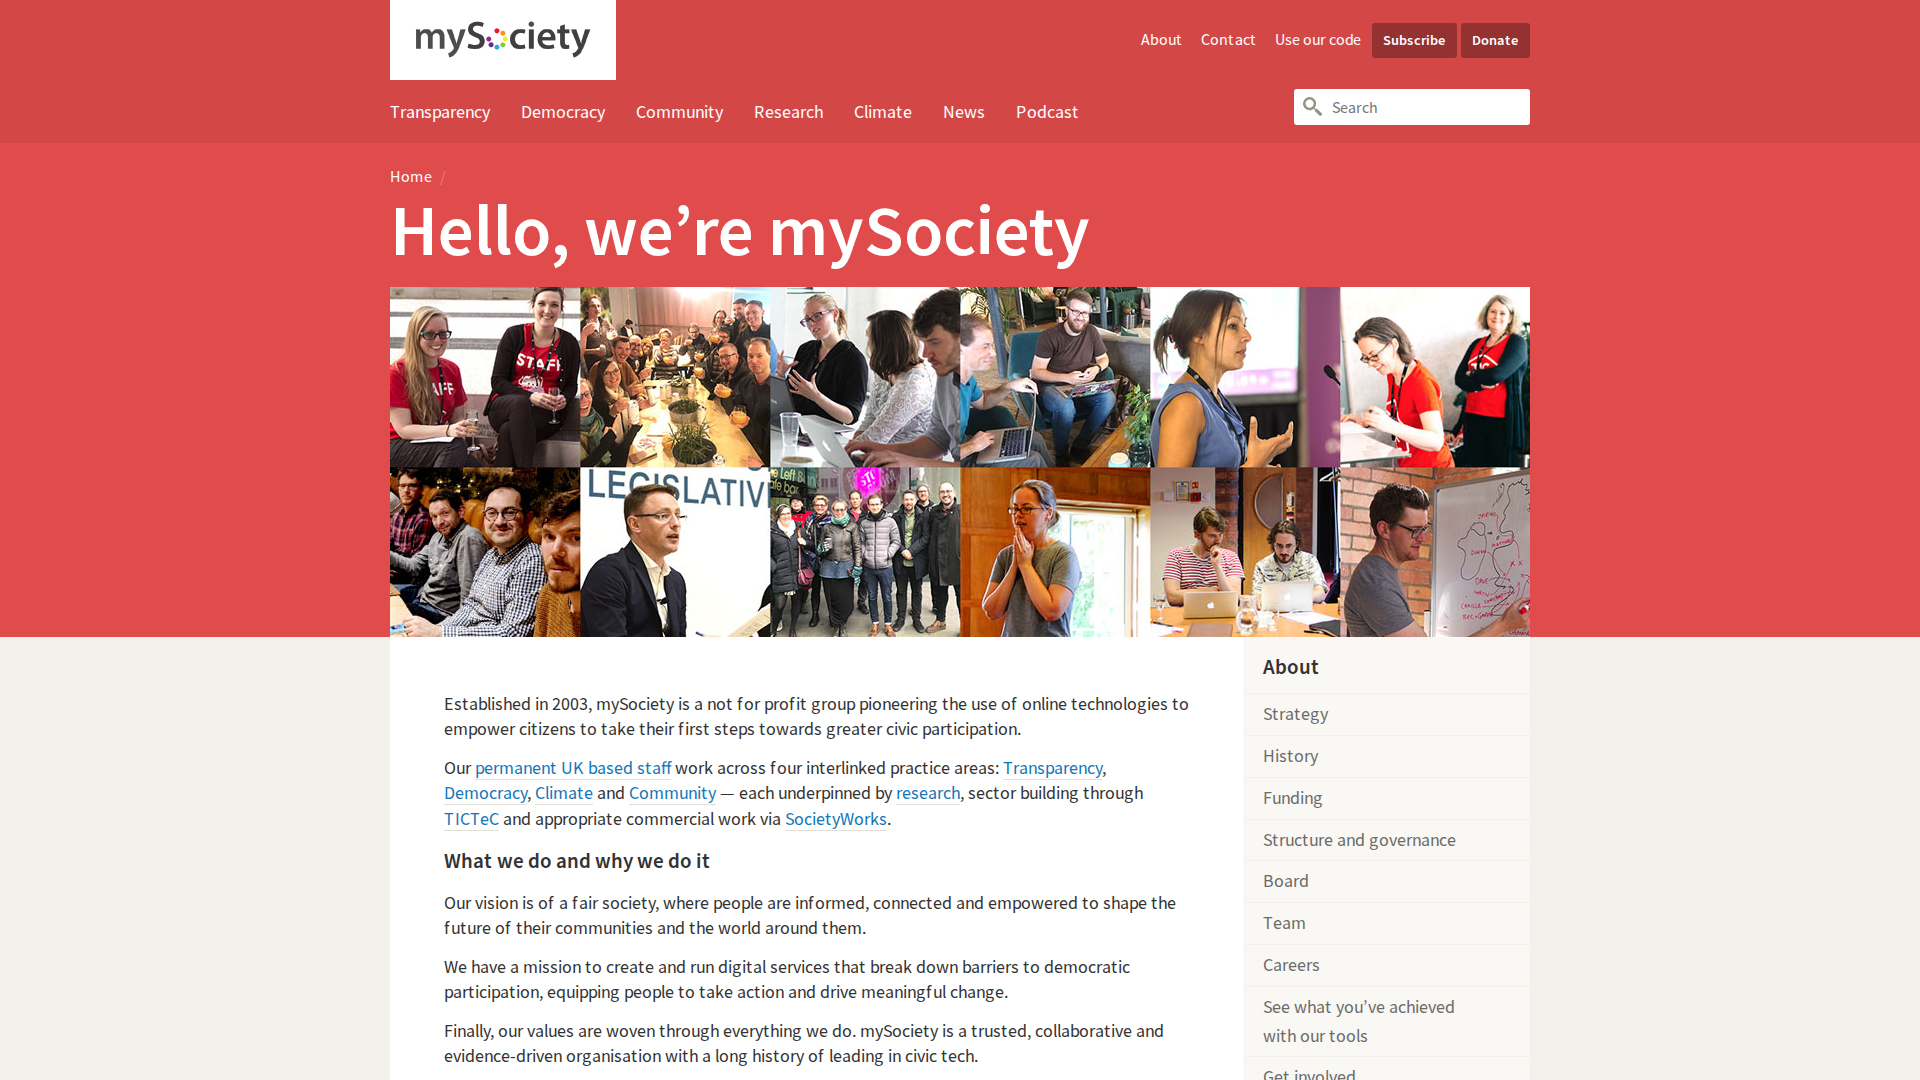 mySociety
About
Contact
Use our code
Subscribe
Donate
Transparency
Democracy
Community
Research
Climate
News
Podcast
Search
Home /
Hello, we’re mySociety
STAFF
LEGISLATIV
Established in 2003, mySociety is a not for profit group pioneering the use of online technologies to
empower citizens to take their first steps towards greater civic participation.
Our permanent UK based staff work across four interlinked practice areas: Transparency,
Democracy, Climate and Community — each underpinned by research, sector building through
TICTeC and appropriate commercial work via SocietyWorks.
What we do and why we do it
Our vision is of a fair society, where people are informed, connected and empowered to shape the
future of their communities and the world around them.
We have a mission to create and run digital services that break down barriers to democratic
participation, equipping people to take action and drive meaningful change.
Finally, our values are woven through everything we do. mySociety is a trusted, collaborative and
evidence-driven organisation with a long history of leading in civic tech.
About
Strategy
History
Funding
Structure and governance
Board
Team
Careers
See what you’ve achieved
with our tools
Get involved